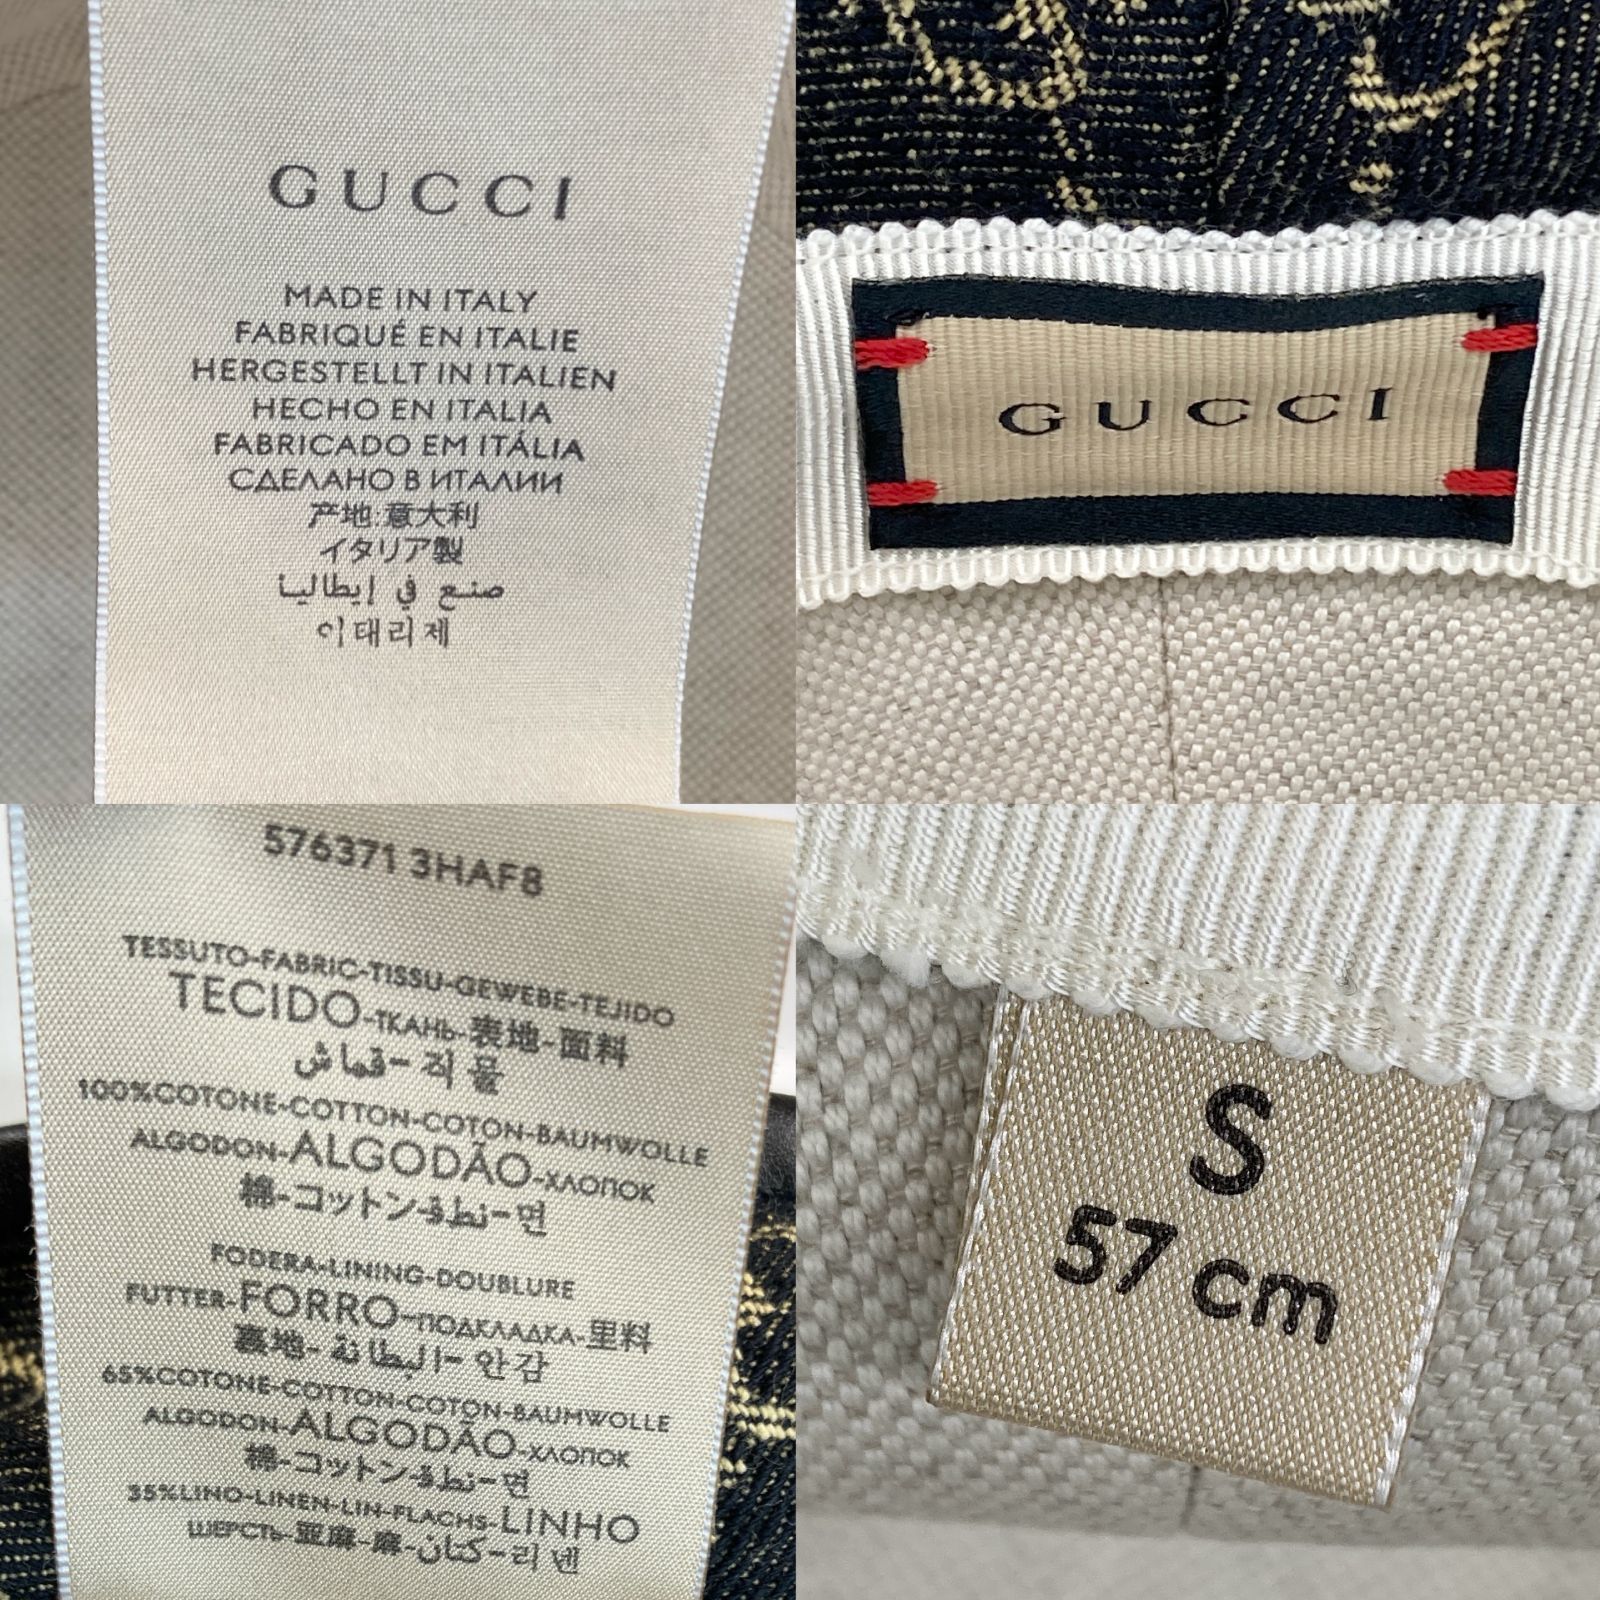 GUCCI
MADE IN ITALY
FABRIQUÉ EN ITALIE
HERGESTELLT IN ITALIEN
HECHO EN ITALIA
FABRICADO EM ITÁLIA
СДЕЛАНО В ИТАЛИИ
产地:意大利
イタリア製
صنع في إيطاليا
이태리제
GUCCI
576371 3HAF8
TESSUTO-FABRIC-TISSU-GEWEBE-TEJIDO
TECIDO-ТКАНЬ-表地-面料
قماش-직물
100%COTONE-COTTON-COTON-BAUMWOLLE
ALGODON-ALGODÃO-ХЛОПОК
棉-コットン-قطن-면
FODERA-LINING-DOUBLURE
FUTTER-FORRO-ПОДКЛАДКА-里料
裏地-البطانة-안감
65%COTONE-COTTON-COTON-BAUMWOLLE
ALGODON-ALGODÃO-ХЛОПОК
棉-コットン-قطن-면
35%LINO-LINEN-LIN-FLACHS-LINHO
ШЕРСТЬ-亚麻-麻-كتان-리넨
S
57 cm